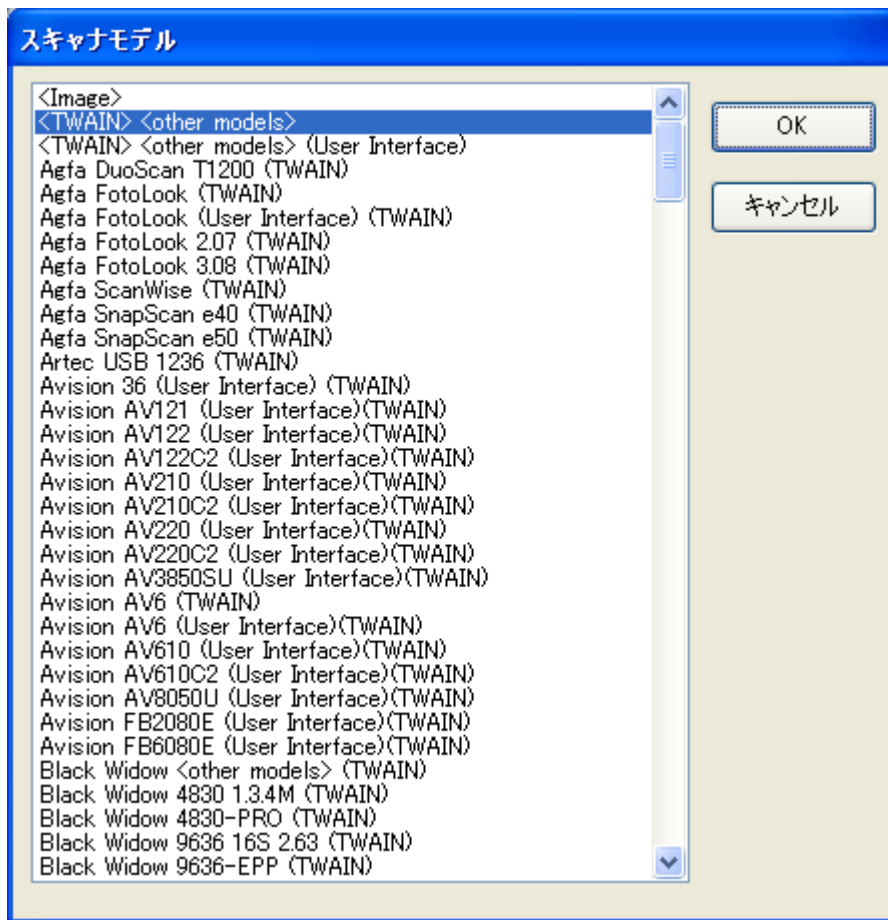 スキャナモデル
<Image>
<TWAIN> <other models>
<TWAIN> <other models> (User Interface)
Agfa DuoScan T1200 (TWAIN)
Agfa FotoLook (TWAIN)
Agfa FotoLook (User Interface) (TWAIN)
Agfa FotoLook 2.07 (TWAIN)
Agfa FotoLook 3.08 (TWAIN)
Agfa ScanWise (TWAIN)
Agfa SnapScan e40 (TWAIN)
Agfa SnapScan e50 (TWAIN)
Artec USB 1236 (TWAIN)
Avision 36 (User Interface) (TWAIN)
Avision AV121 (User Interface)(TWAIN)
Avision AV122 (User Interface)(TWAIN)
Avision AV122C2 (User Interface)(TWAIN)
Avision AV210 (User Interface)(TWAIN)
Avision AV210C2 (User Interface)(TWAIN)
Avision AV220 (User Interface)(TWAIN)
Avision AV220C2 (User Interface)(TWAIN)
Avision AV3850SU (User Interface)(TWAIN)
Avision AV6 (TWAIN)
Avision AV6 (User Interface)(TWAIN)
Avision AV610 (User Interface)(TWAIN)
Avision AV610C2 (User Interface)(TWAIN)
Avision AV8050U (User Interface)(TWAIN)
Avision FB2080E (User Interface)(TWAIN)
Avision FB6080E (User Interface)(TWAIN)
Black Widow <other models> (TWAIN)
Black Widow 4830 1.3.4M (TWAIN)
Black Widow 4830-PRO (TWAIN)
Black Widow 9636 16S 2.63 (TWAIN)
Black Widow 9636-EPP (TWAIN)
OK
キャンセル